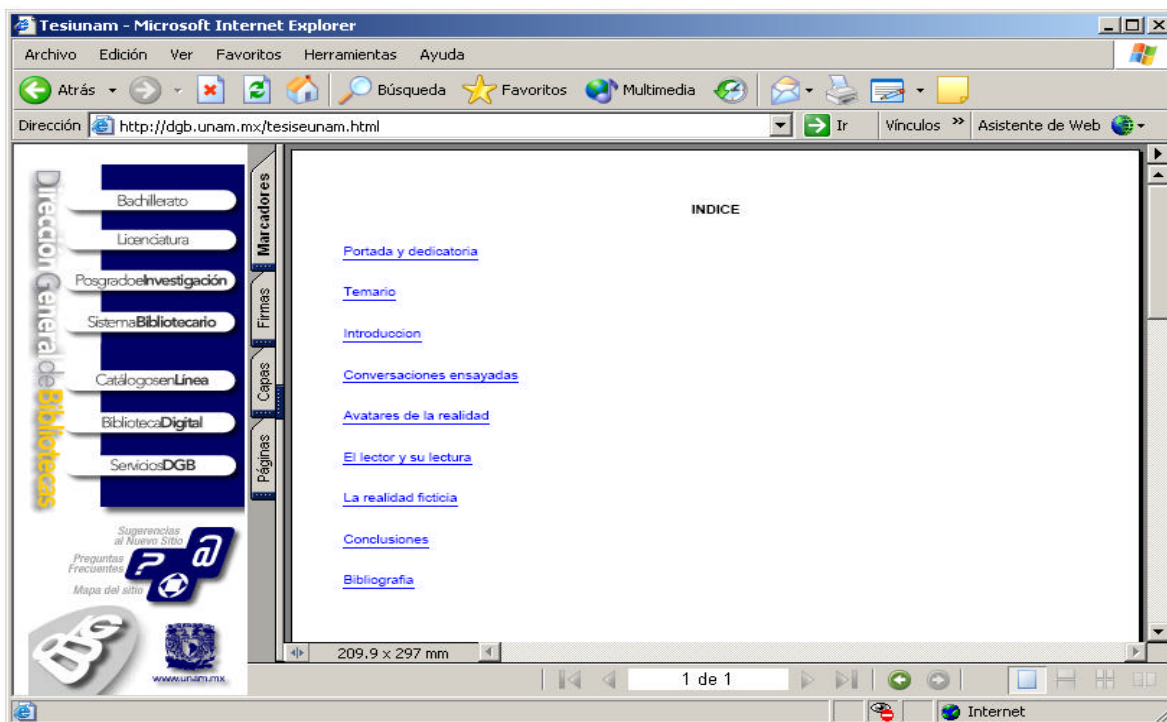 Tesiunam - Microsoft Internet Explorer
Archivo Edición Ver Favoritos Herramientas Ayuda
Atrás Búsqueda Favoritos Multimedia
Dirección http://dgb.unam.mx/tesiseunam.html Ir Vínculos » Asistente de Web
Dirección General de Bibliotecas
Bachillerato
Licenciatura
PosgradoeInvestigación
SistemaBibliotecario
CatálogosenLínea
BibliotecaDigital
ServiciosDGB
Sugerencias
al Nuevo Sitio
Preguntas
Frecuentes
Mapa del sitio
www.unam.mx
Marcadores
Firmas
Capas
Páginas
INDICE
Portada y dedicatoria
Temario
Introduccion
Conversaciones ensayadas
Avatares de la realidad
El lector y su lectura
La realidad ficticia
Conclusiones
Bibliografia
209.9 x 297 mm
1 de 1
Internet